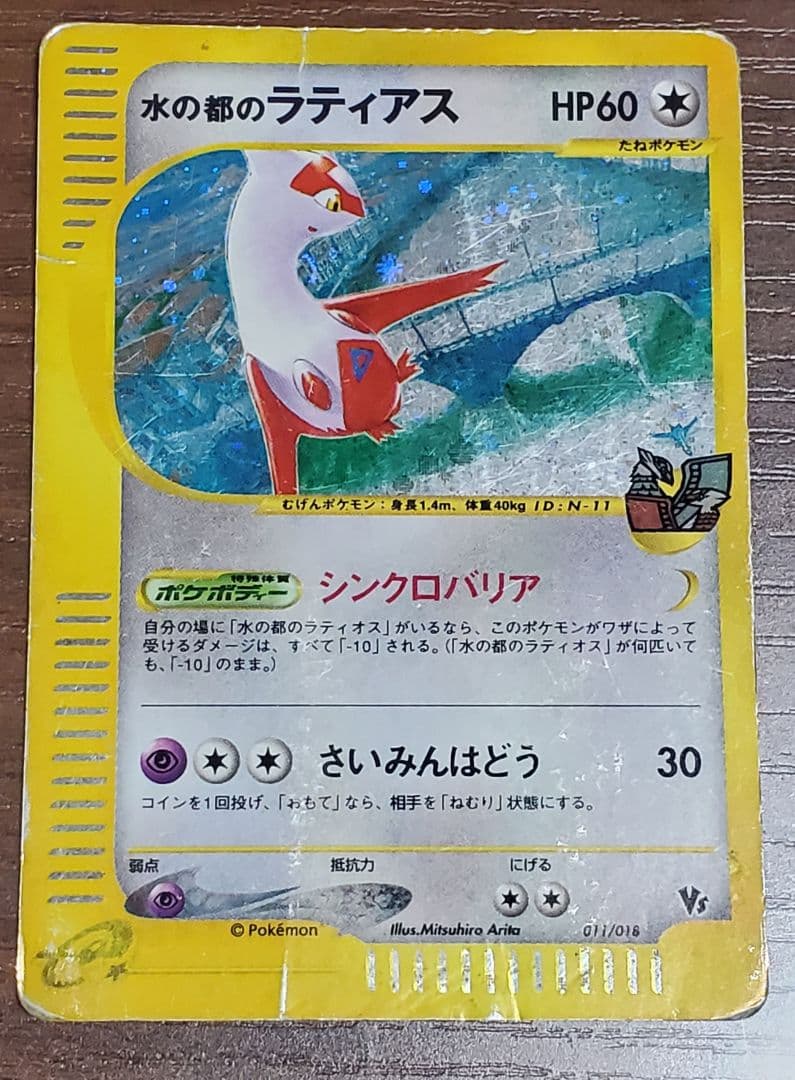 水の都のラティアス HP60
たねポケモン
むげんポケモン：身長1.4m、体重40kg ID:N-11
特殊体質
ポケボディー シンクロバリア
自分の場に「水の都のラティオス」がいるなら、このポケモンがワザによって
受けるダメージは、すべて「-10」される。（「水の都のラティオス」が何匹いて
も、「-10」のまま。）
さいみんはどう 30
コインを1回投げ、「おもて」なら、相手を「ねむり」状態にする。
弱点 抵抗力 にげる
Vs
©Pokémon Illus.Mitsuhiro Arita 011/018
e